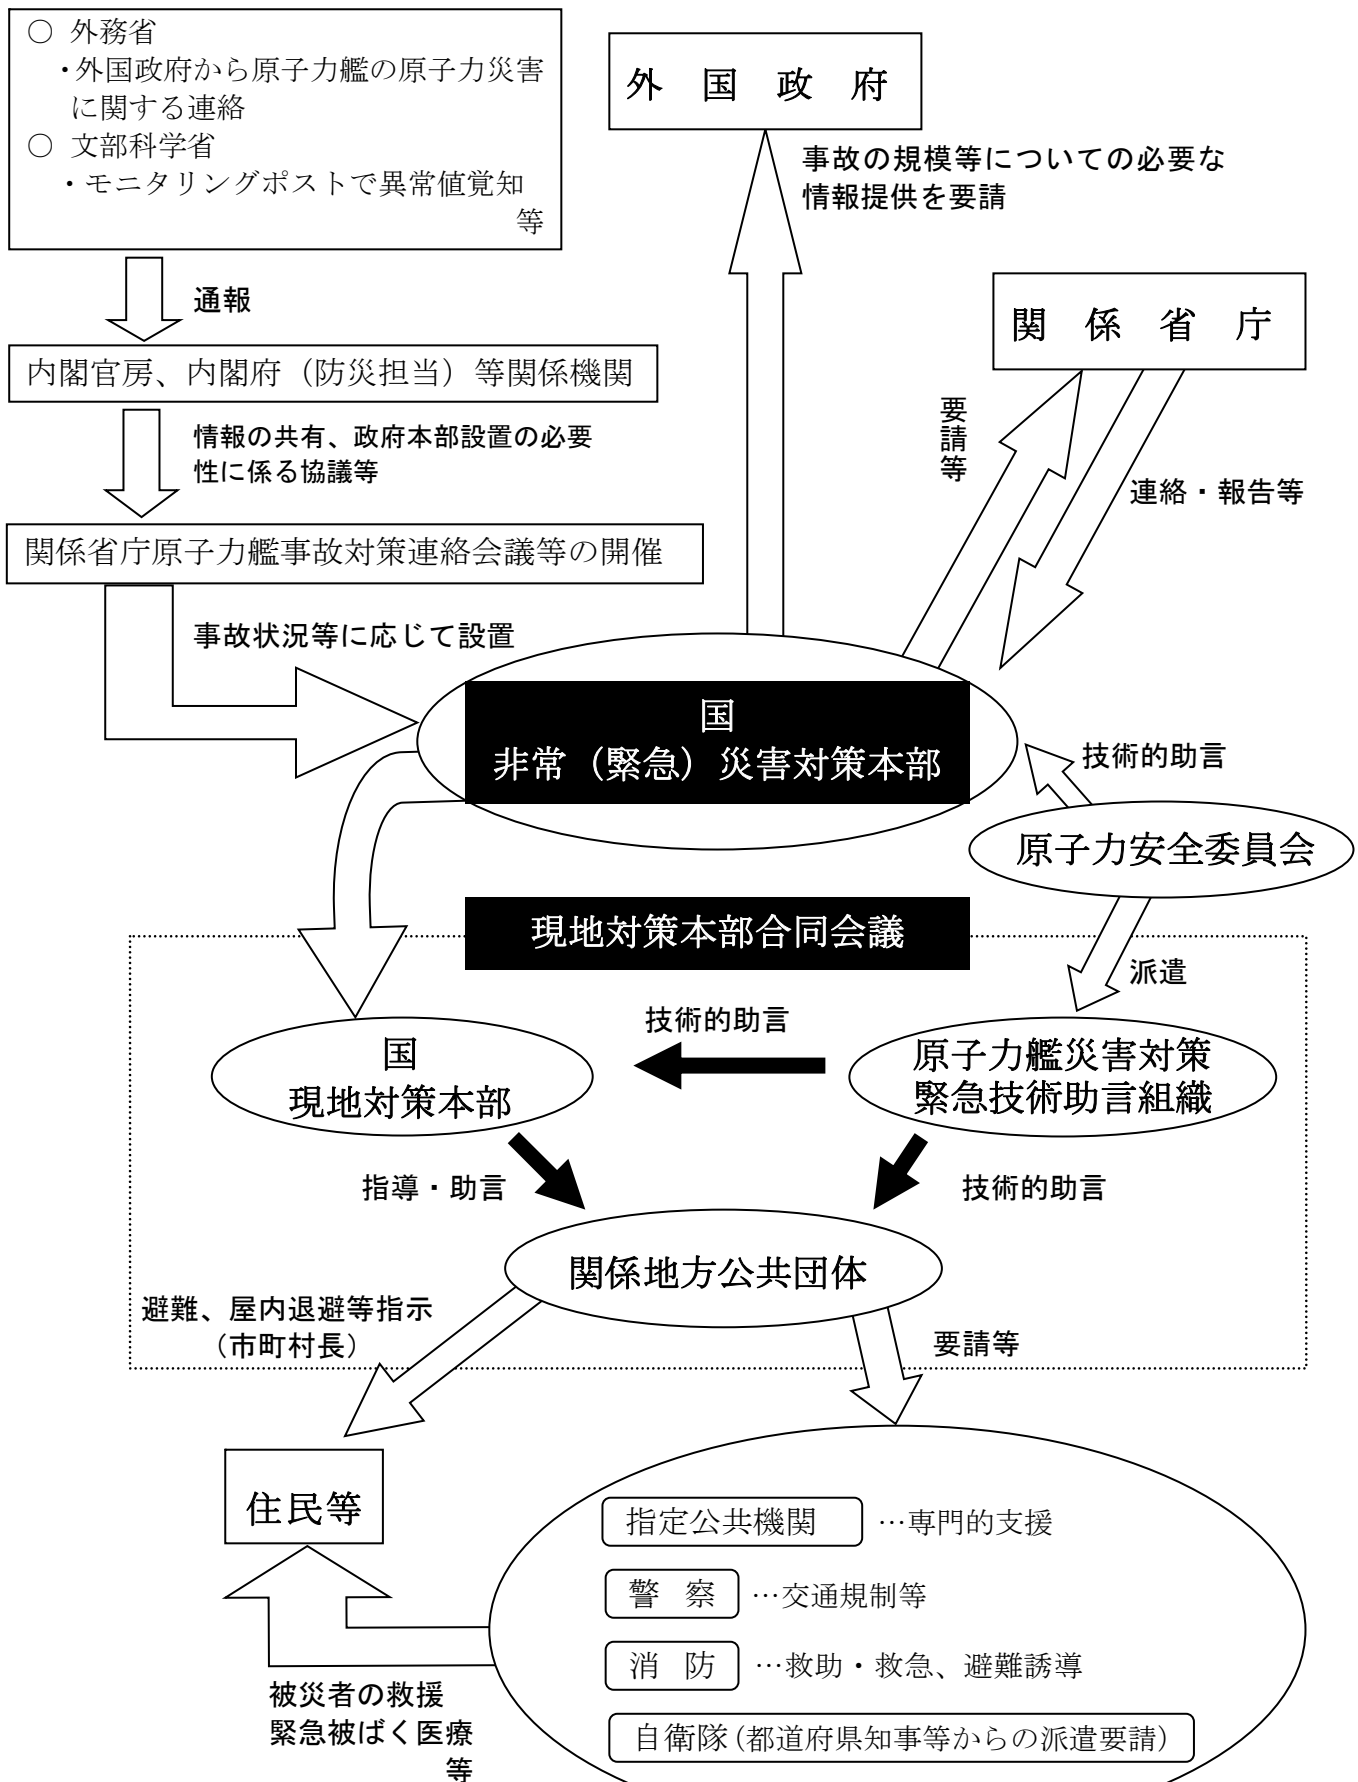 ○ 外務省
・外国政府から原子力艦の原子力災害
に関する連絡
○ 文部科学省
・モニタリングポストで異常値覚知
等
外 国 政 府
事故の規模等についての必要な
情報提供を要請
通報
関 係 省 庁
内閣官房、内閣府（防災担当）等関係機関
情報の共有、政府本部設置の必要
性に係る協議等
要請等
連絡・報告等
関係省庁原子力艦事故対策連絡会議等の開催
事故状況等に応じて設置
国
非常（緊急）災害対策本部
技術的助言
原子力安全委員会
現地対策本部合同会議
派遣
技術的助言
国
現地対策本部
原子力艦災害対策
緊急技術助言組織
指導・助言
技術的助言
関係地方公共団体
避難、屋内退避等指示
（市町村長）
要請等
住民等
指定公共機関 …専門的支援
警 察 …交通規制等
消 防 …救助・救急、避難誘導
自衛隊（都道府県知事等からの派遣要請）
被災者の救援
緊急被ばく医療
等